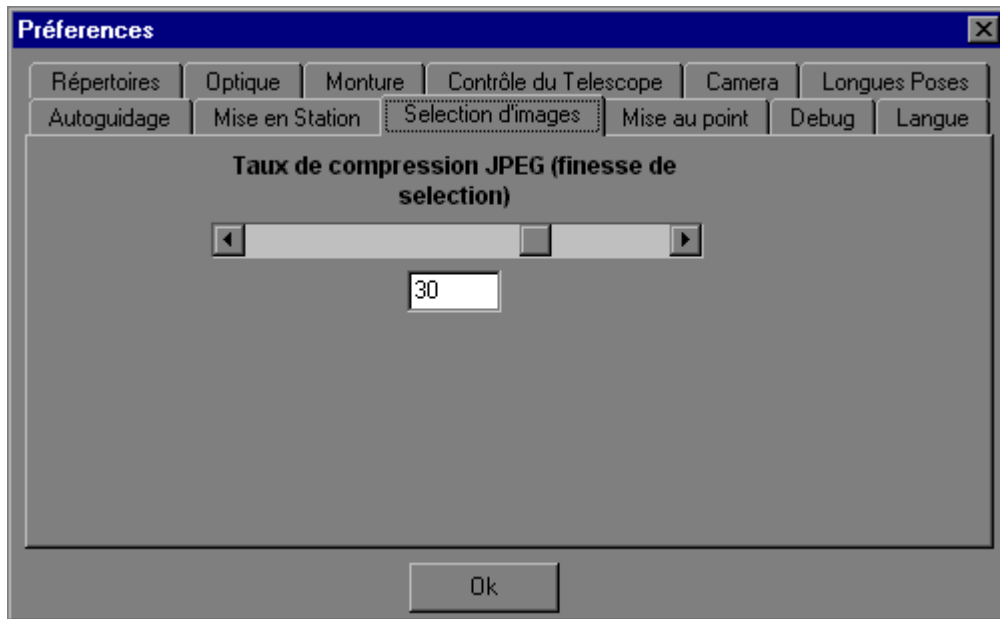 Préferences
Répertoires Optique Monture Contrôle du Telescope Camera Longues Poses
Autoguidage Mise en Station Selection d'images Mise au point Debug Langue
Taux de compression JPEG (finesse de
selection)
30
Ok